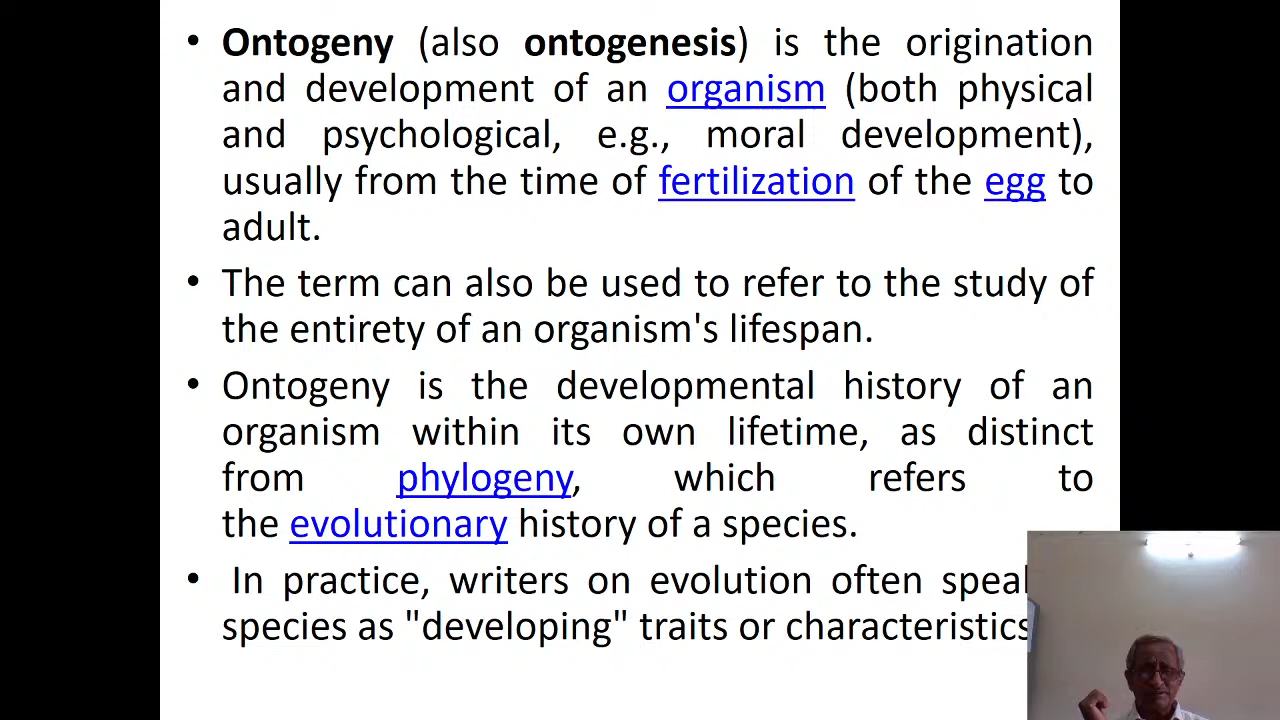 • Ontogeny (also ontogenesis) is the origination
and development of an organism (both physical
and psychological, e.g., moral development),
usually from the time of fertilization of the egg to
adult.
• The term can also be used to refer to the study of
the entirety of an organism's lifespan.
• Ontogeny is the developmental history of an
organism within its own lifetime, as distinct
from phylogeny, which refers to
the evolutionary history of a species.
• In practice, writers on evolution often
species as "developing" traits or characteristics